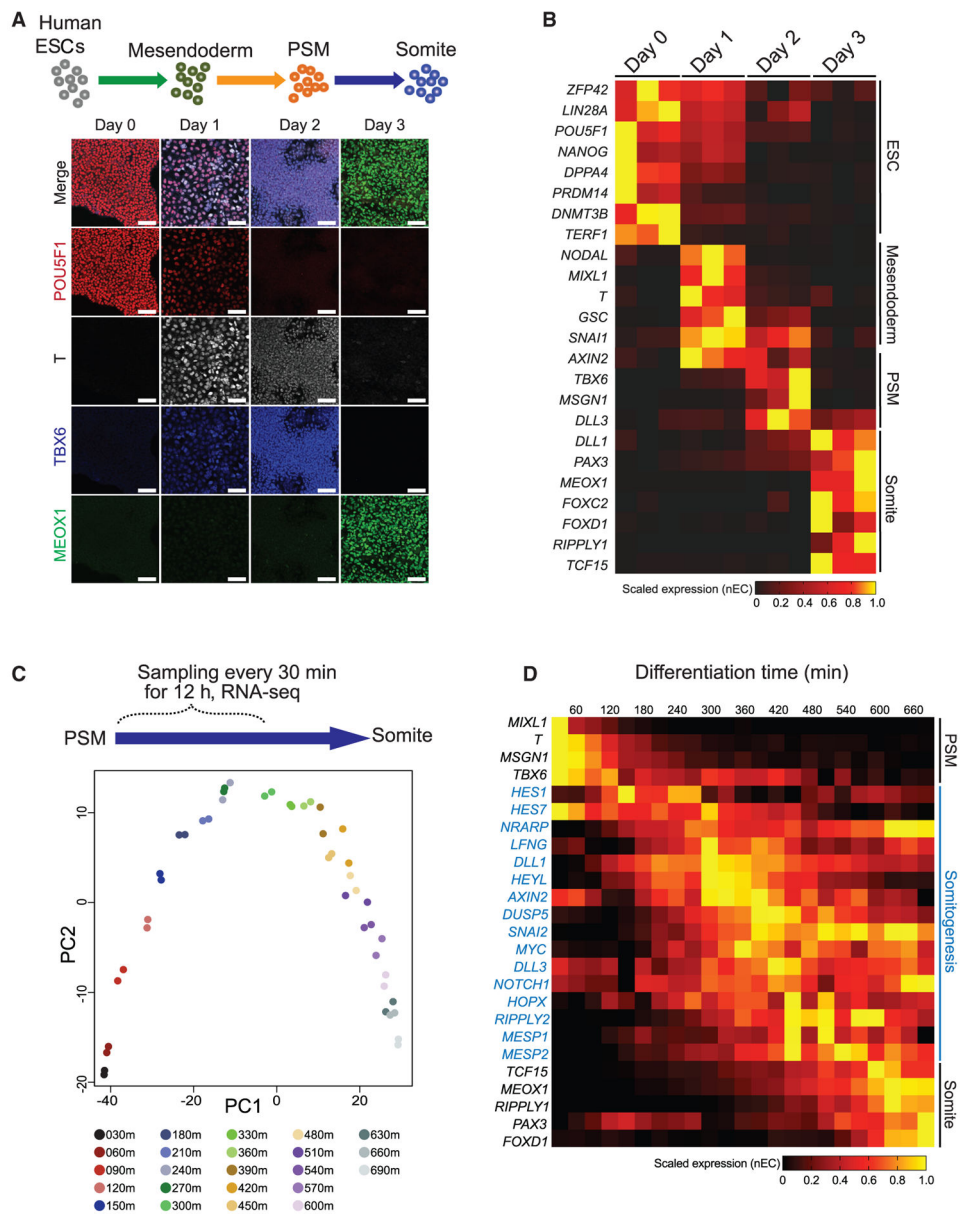 A
Human
ESCs
Mesendoderm
PSM
Somite
Day 0
Day 1
Day 2
Day 3
Merge
POU5F1
T
TBX6
MEOX1
B
Day 0
Day 1
Day 2
Day 3
ZFP42
LIN28A
POU5F1
NANOG
DPPA4
PRDM14
DNMT3B
TERF1
NODAL
MIXL1
T
GSC
SNAI1
AXIN2
TBX6
MSGN1
DLL3
DLL1
PAX3
MEOX1
FOXC2
FOXD1
RIPPLY1
TCF15
ESC
Mesendoderm
PSM
Somite
Scaled expression (nEC)
0 0.2 0.4 0.6 0.8 1.0
C
Sampling every 30 min
for 12 h, RNA-seq
PSM
Somite
PC2
10
0
-10
-20
-40
-20
0
20
PC1
030m 180m 330m 480m 630m
060m 210m 360m 510m 660m
090m 240m 390m 540m 690m
120m 270m 420m 570m
150m 300m 450m 600m
D
Differentiation time (min)
60 120 180 240 300 360 420 480 540 600 660
MIXL1
T
MSGN1
TBX6
HES1
HES7
NRARP
LFNG
DLL1
HEYL
AXIN2
DUSP5
SNAI2
MYC
DLL3
NOTCH1
HOPX
RIPPLY2
MESP1
MESP2
TCF15
MEOX1
RIPPLY1
PAX3
FOXD1
PSM
Somitogenesis
Somite
Scaled expression (nEC)
0 0.2 0.4 0.6 0.8 1.0